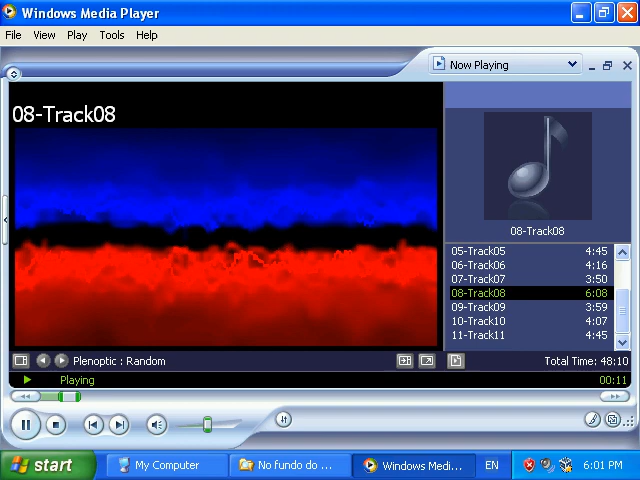 Windows Media Player
File View Play Tools Help
Now Playing
08-Track08
08-Track08
05-Track05 4:45
06-Track06 4:16
07-Track07 3:50
08-Track08 6:08
09-Track09 3:59
10-Track10 4:07
11-Track11 4:45
Plenoptic : Random
Total Time: 48:10
Playing 00:11
start My Computer No fundo do ... Windows Medi... EN 6:01 PM